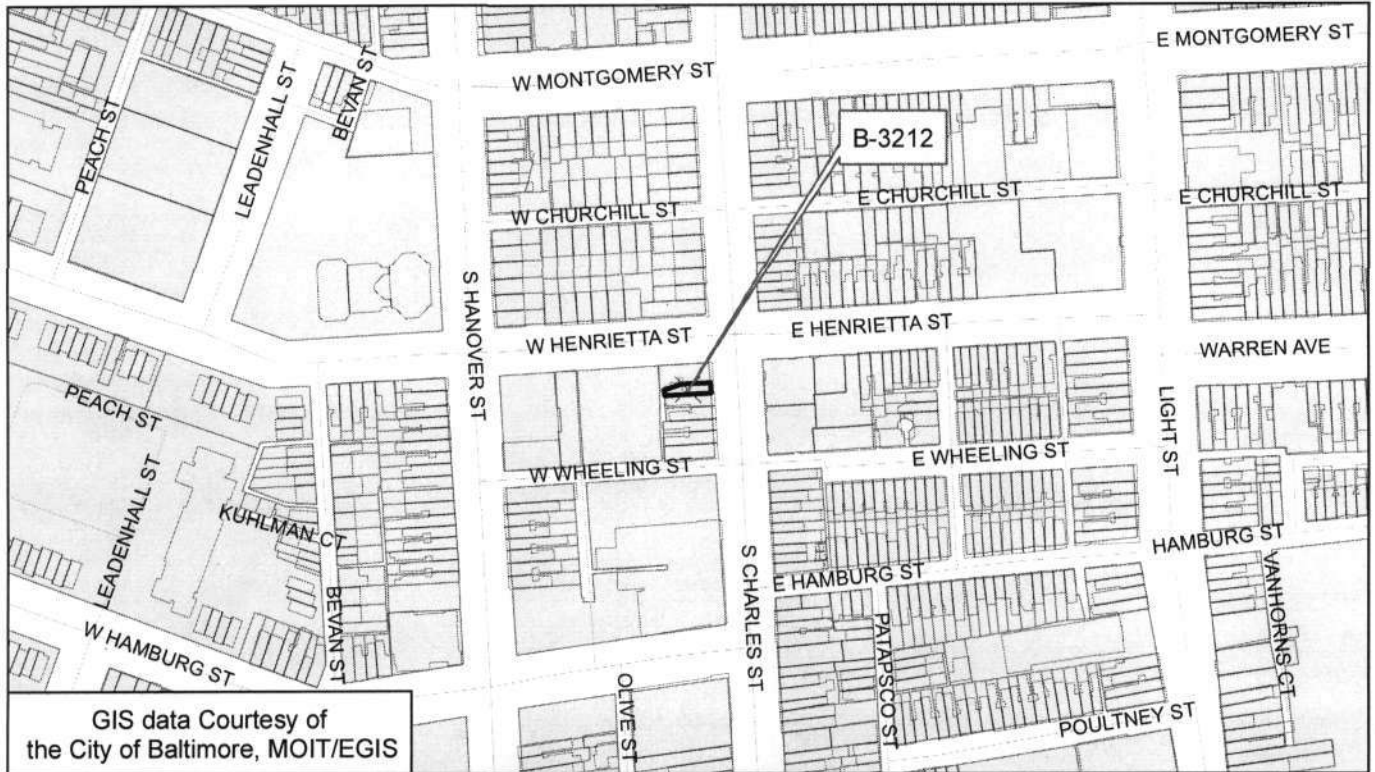 E MONTGOMERY ST
W MONTGOMERY ST
PEACH ST
LEADENHALL ST
BEVAN ST
B-3212
E CHURCHILL ST
E CHURCHILL ST
W CHURCHILL ST
S HANOVER ST
W HENRIETTA ST
E HENRIETTA ST
WARREN AVE
PEACH ST
LIGHT ST
LEADENHALL ST
W WHEELING ST
E WHEELING ST
KUHLMAN CT
HAMBURG ST
S CHARLES ST
E HAMBURG ST
BEVAN ST
VANHORNS CT
W HAMBURG ST
PATAPSCO ST
OLIVE ST
POULTNEY ST
GIS data Courtesy of
the City of Baltimore, MOIT/EGIS